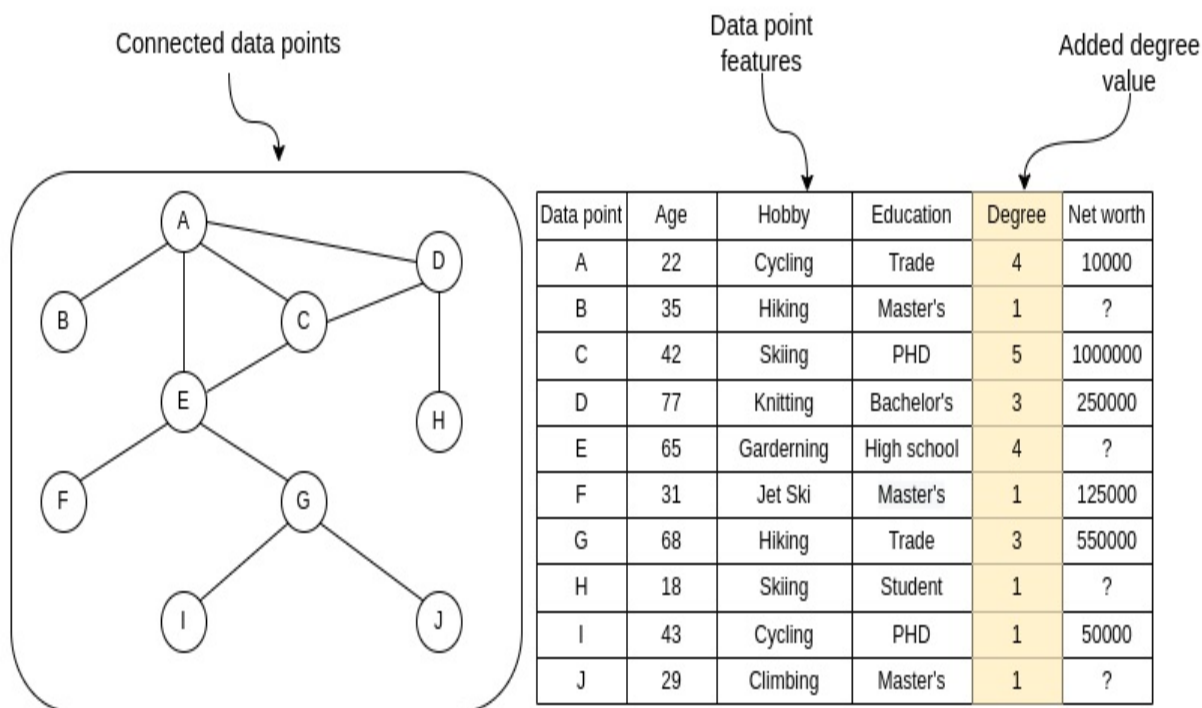 Connected data points
Data point
features
Added degree
value
A
D
B
C
E
H
F
G
I
J
Data point Age Hobby Education Degree Net worth
A 22 Cycling Trade 4 10000
B 35 Hiking Master's 1 ?
C 42 Skiing PHD 5 1000000
D 77 Knitting Bachelor's 3 250000
E 65 Garderning High school 4 ?
F 31 Jet Ski Master's 1 125000
G 68 Hiking Trade 3 550000
H 18 Skiing Student 1 ?
I 43 Cycling PHD 1 50000
J 29 Climbing Master's 1 ?